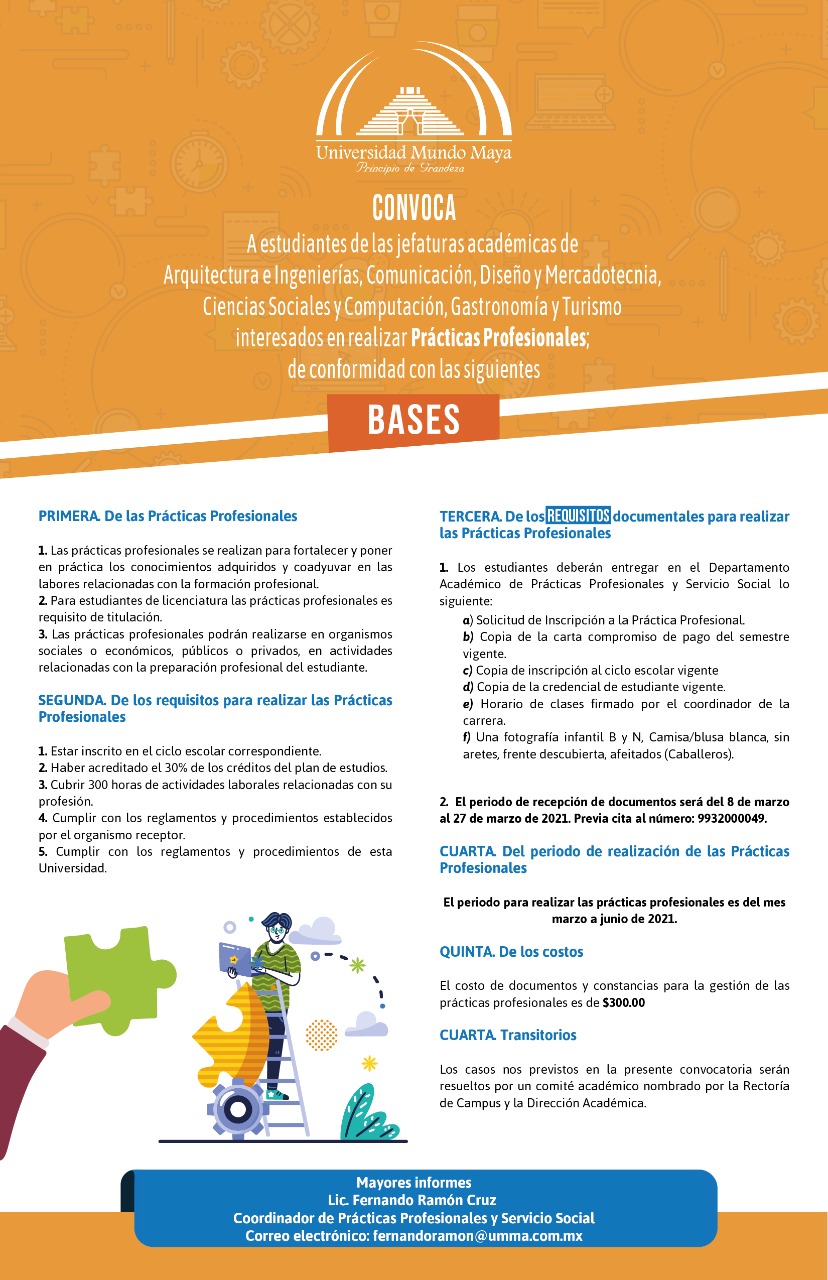 Universidad Mundo Maya
Principio de Grandeza
CONVOCA
A estudiantes de las jefaturas académicas de
Arquitectura e Ingenierías, Comunicación, Diseño y Mercadotecnia,
Ciencias Sociales y Computación, Gastronomía y Turismo
interesados en realizar Prácticas Profesionales;
de conformidad con las siguientes
BASES
PRIMERA. De las Prácticas Profesionales
1. Las prácticas profesionales se realizan para fortalecer y poner
en práctica los conocimientos adquiridos y coadyuvar en las
labores relacionadas con la formación profesional.
2. Para estudiantes de licenciatura las prácticas profesionales es
requisito de titulación.
3. Las prácticas profesionales podrán realizarse en organismos
sociales o económicos, públicos o privados, en actividades
relacionadas con la preparación profesional del estudiante.
SEGUNDA. De los requisitos para realizar las Prácticas
Profesionales
1. Estar inscrito en el ciclo escolar correspondiente.
2. Haber acreditado el 30% de los créditos del plan de estudios.
3. Cubrir 300 horas de actividades laborales relacionadas con su
profesión.
4. Cumplir con los reglamentos y procedimientos establecidos
por el organismo receptor.
5. Cumplir con los reglamentos y procedimientos de esta
Universidad.
TERCERA. De los REQUISITOS documentales para realizar
las Prácticas Profesionales
1. Los estudiantes deberán entregar en el Departamento
Académico de Prácticas Profesionales y Servicio Social lo
siguiente:
a) Solicitud de Inscripción a la Práctica Profesional.
b) Copia de la carta compromiso de pago del semestre
vigente.
c) Copia de inscripción al ciclo escolar vigente
d) Copia de la credencial de estudiante vigente.
e) Horario de clases firmado por el coordinador de la
carrera.
f) Una fotografía infantil B y N, Camisa/blusa blanca, sin
aretes, frente descubierta, afeitados (Caballeros).
2. El periodo de recepción de documentos será del 8 de marzo
al 27 de marzo de 2021. Previa cita al número: 9932000049.
CUARTA. Del periodo de realización de las Prácticas
Profesionales
El periodo para realizar las prácticas profesionales es del mes
marzo a junio de 2021.
QUINTA. De los costos
El costo de documentos y constancias para la gestión de las
prácticas profesionales es de $300.00
CUARTA. Transitorios
Los casos nos previstos en la presente convocatoria serán
resueltos por un comité académico nombrado por la Rectoría
de Campus y la Dirección Académica.
Mayores informes
Lic. Fernando Ramón Cruz
Coordinador de Prácticas Profesionales y Servicio Social
Correo electrónico: fernandoramon@umma.com.mx